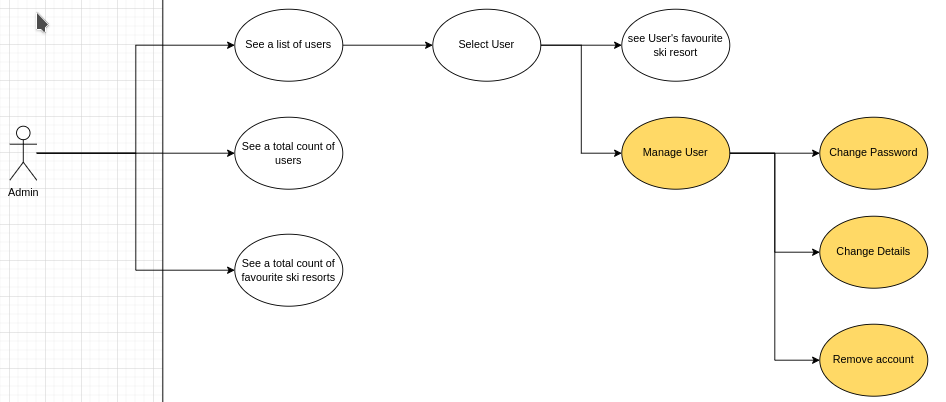 See a list of users
Select User
see User's favourite
ski resort
Admin
See a total count of
users
Manage User
Change Password
See a total count of
favourite ski resorts
Change Details
Remove account